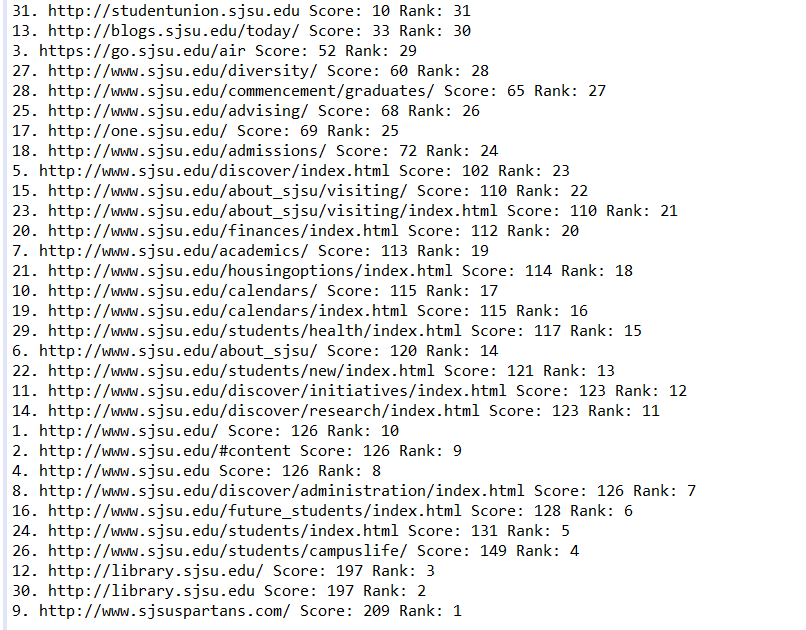 31. http://studentunion.sjsu.edu Score: 10 Rank: 31
13. http://blogs.sjsu.edu/today/ Score: 33 Rank: 30
3. https://go.sjsu.edu/air Score: 52 Rank: 29
27. http://www.sjsu.edu/diversity/ Score: 60 Rank: 28
28. http://www.sjsu.edu/commencement/graduates/ Score: 65 Rank: 27
25. http://www.sjsu.edu/advising/ Score: 68 Rank: 26
17. http://one.sjsu.edu/ Score: 69 Rank: 25
18. http://www.sjsu.edu/admissions/ Score: 72 Rank: 24
5. http://www.sjsu.edu/discover/index.html Score: 102 Rank: 23
15. http://www.sjsu.edu/about_sjsu/visiting/ Score: 110 Rank: 22
23. http://www.sjsu.edu/about_sjsu/visiting/index.html Score: 110 Rank: 21
20. http://www.sjsu.edu/finances/index.html Score: 112 Rank: 20
7. http://www.sjsu.edu/academics/ Score: 113 Rank: 19
21. http://www.sjsu.edu/housingoptions/index.html Score: 114 Rank: 18
10. http://www.sjsu.edu/calendars/ Score: 115 Rank: 17
19. http://www.sjsu.edu/calendars/index.html Score: 115 Rank: 16
29. http://www.sjsu.edu/students/health/index.html Score: 117 Rank: 15
6. http://www.sjsu.edu/about_sjsu/ Score: 120 Rank: 14
22. http://www.sjsu.edu/students/new/index.html Score: 121 Rank: 13
11. http://www.sjsu.edu/discover/initiatives/index.html Score: 123 Rank: 12
14. http://www.sjsu.edu/discover/research/index.html Score: 123 Rank: 11
1. http://www.sjsu.edu/ Score: 126 Rank: 10
2. http://www.sjsu.edu/#content Score: 126 Rank: 9
4. http://www.sjsu.edu Score: 126 Rank: 8
8. http://www.sjsu.edu/discover/administration/index.html Score: 126 Rank: 7
16. http://www.sjsu.edu/future_students/index.html Score: 128 Rank: 6
24. http://www.sjsu.edu/students/index.html Score: 131 Rank: 5
26. http://www.sjsu.edu/students/campuslife/ Score: 149 Rank: 4
12. http://library.sjsu.edu/ Score: 197 Rank: 3
30. http://library.sjsu.edu Score: 197 Rank: 2
9. http://www.sjsuspartans.com/ Score: 209 Rank: 1